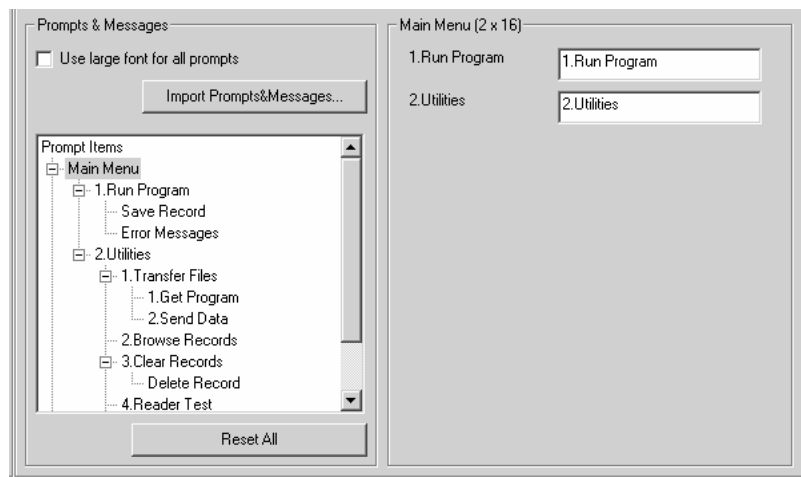 Prompts & Messages
Use large font for all prompts
Import Prompts&Messages...
Prompt Items
Main Menu
1.Run Program
Save Record
Error Messages
2.Utilities
1.Transfer Files
1.Get Program
2.Send Data
2.Browse Records
3.Clear Records
Delete Record
4.Reader Test
Reset All
Main Menu (2 x 16)
1.Run Program 1.Run Program
2.Utilities 2.Utilities